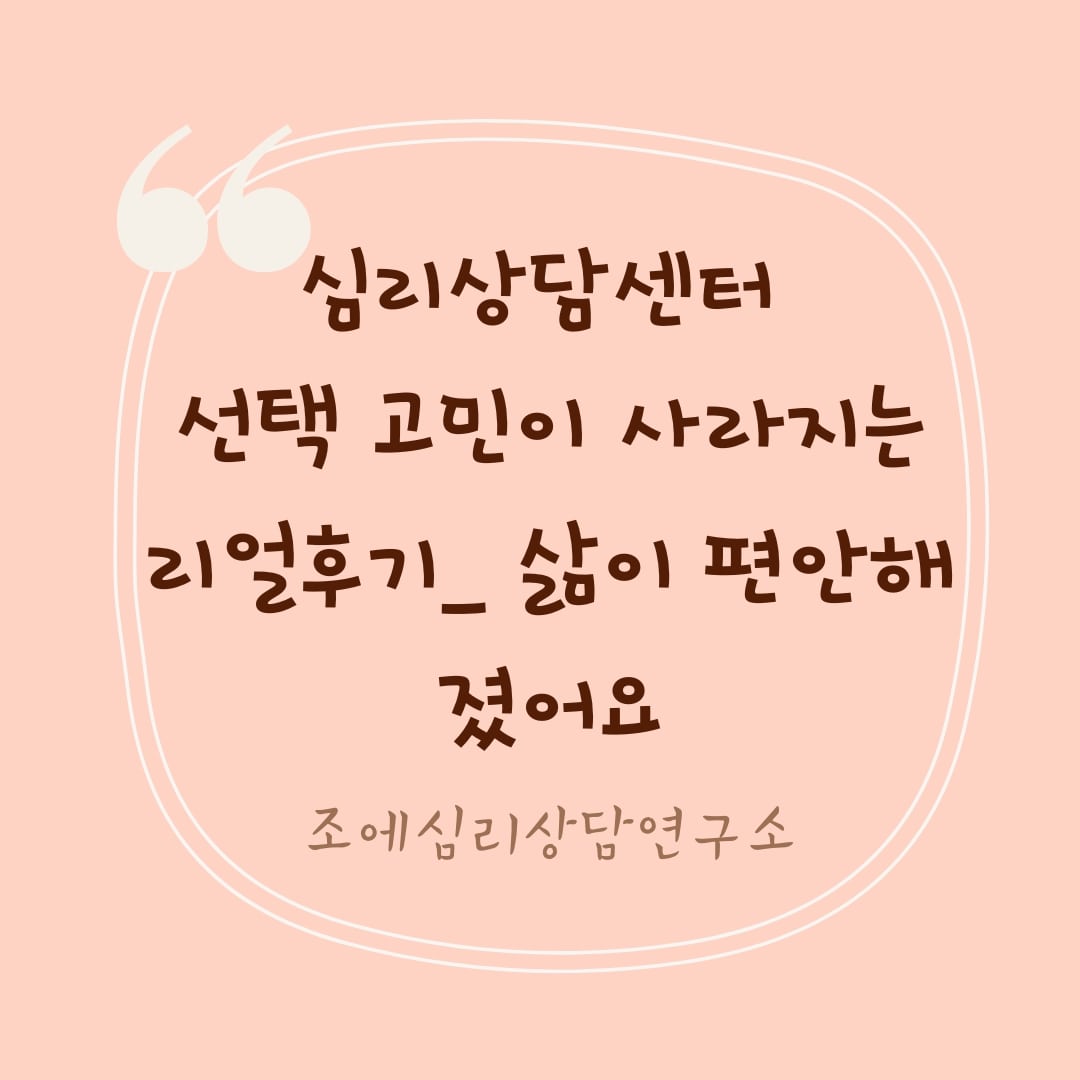 심리상담센터
선택 고민이 사라지는
리얼후기_ 삶이 편안해
졌어요
조에심리상담연구소